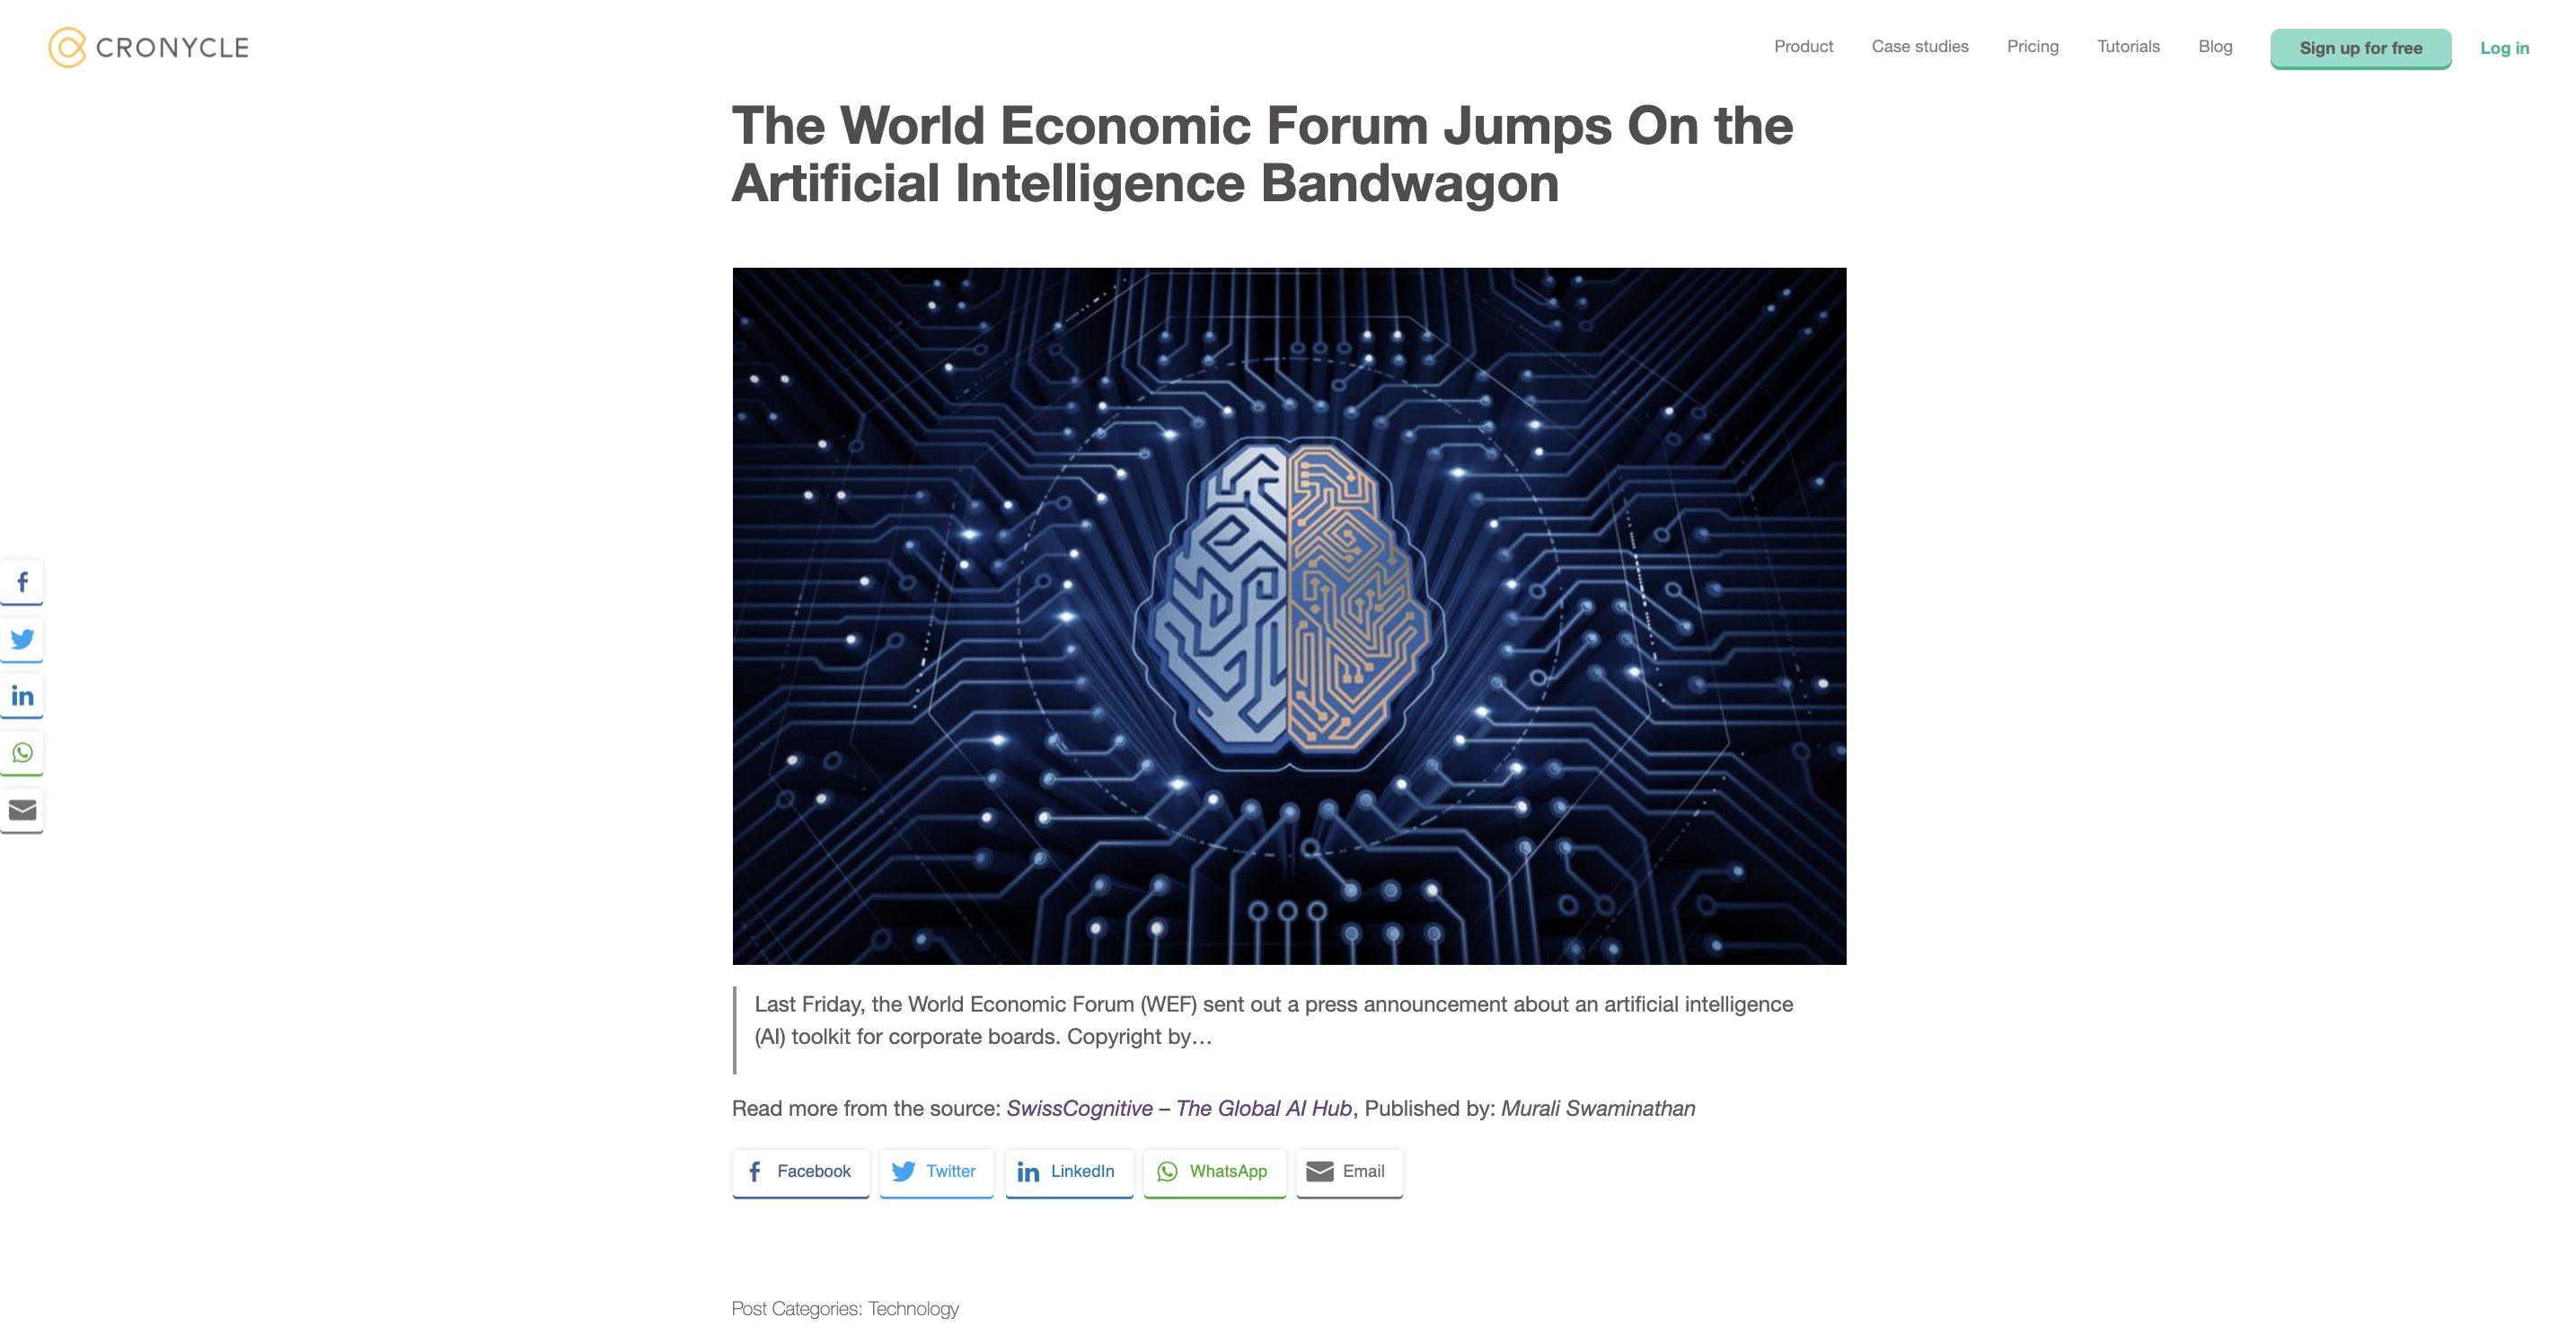 CRONYCLE
Product Case studies Pricing Tutorials Blog Sign up for free Log in
The World Economic Forum Jumps On the
Artificial Intelligence Bandwagon
Last Friday, the World Economic Forum (WEF) sent out a press announcement about an artificial intelligence
(AI) toolkit for corporate boards. Copyright by…
Read more from the source: SwissCognitive – The Global AI Hub, Published by: Murali Swaminathan
Facebook Twitter LinkedIn WhatsApp Email
Post Categories: Technology